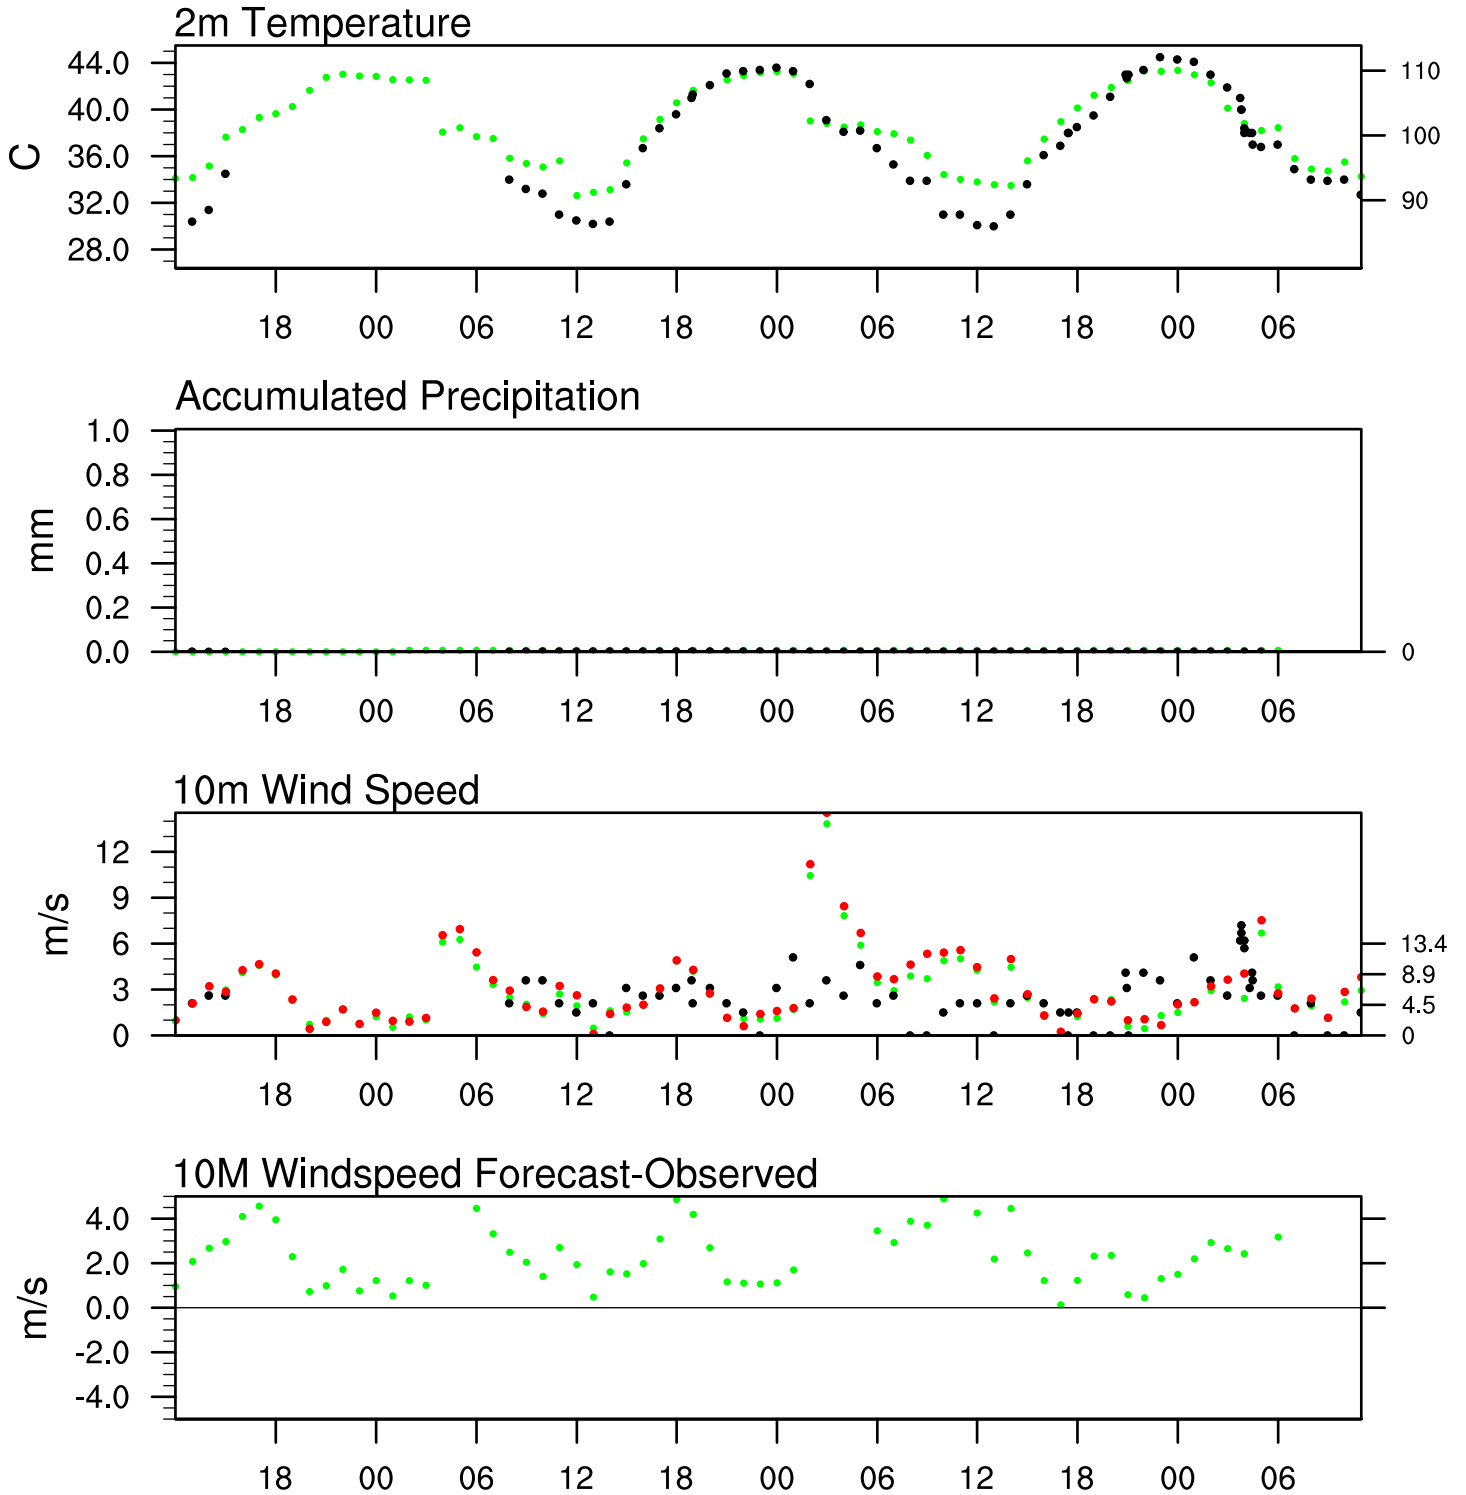 2m Temperature
44.0
40.0
36.0
32.0
28.0
C
110
100
90
18 00 06 12 18 00 06 12 18 00 06
Accumulated Precipitation
1.0
0.8
0.6
0.4
0.2
0.0
mm
0
18 00 06 12 18 00 06 12 18 00 06
10m Wind Speed
12
9
6
3
0
m/s
13.4
8.9
4.5
0
18 00 06 12 18 00 06 12 18 00 06
10M Windspeed Forecast-Observed
4.0
2.0
0.0
-2.0
-4.0
m/s
18 00 06 12 18 00 06 12 18 00 06